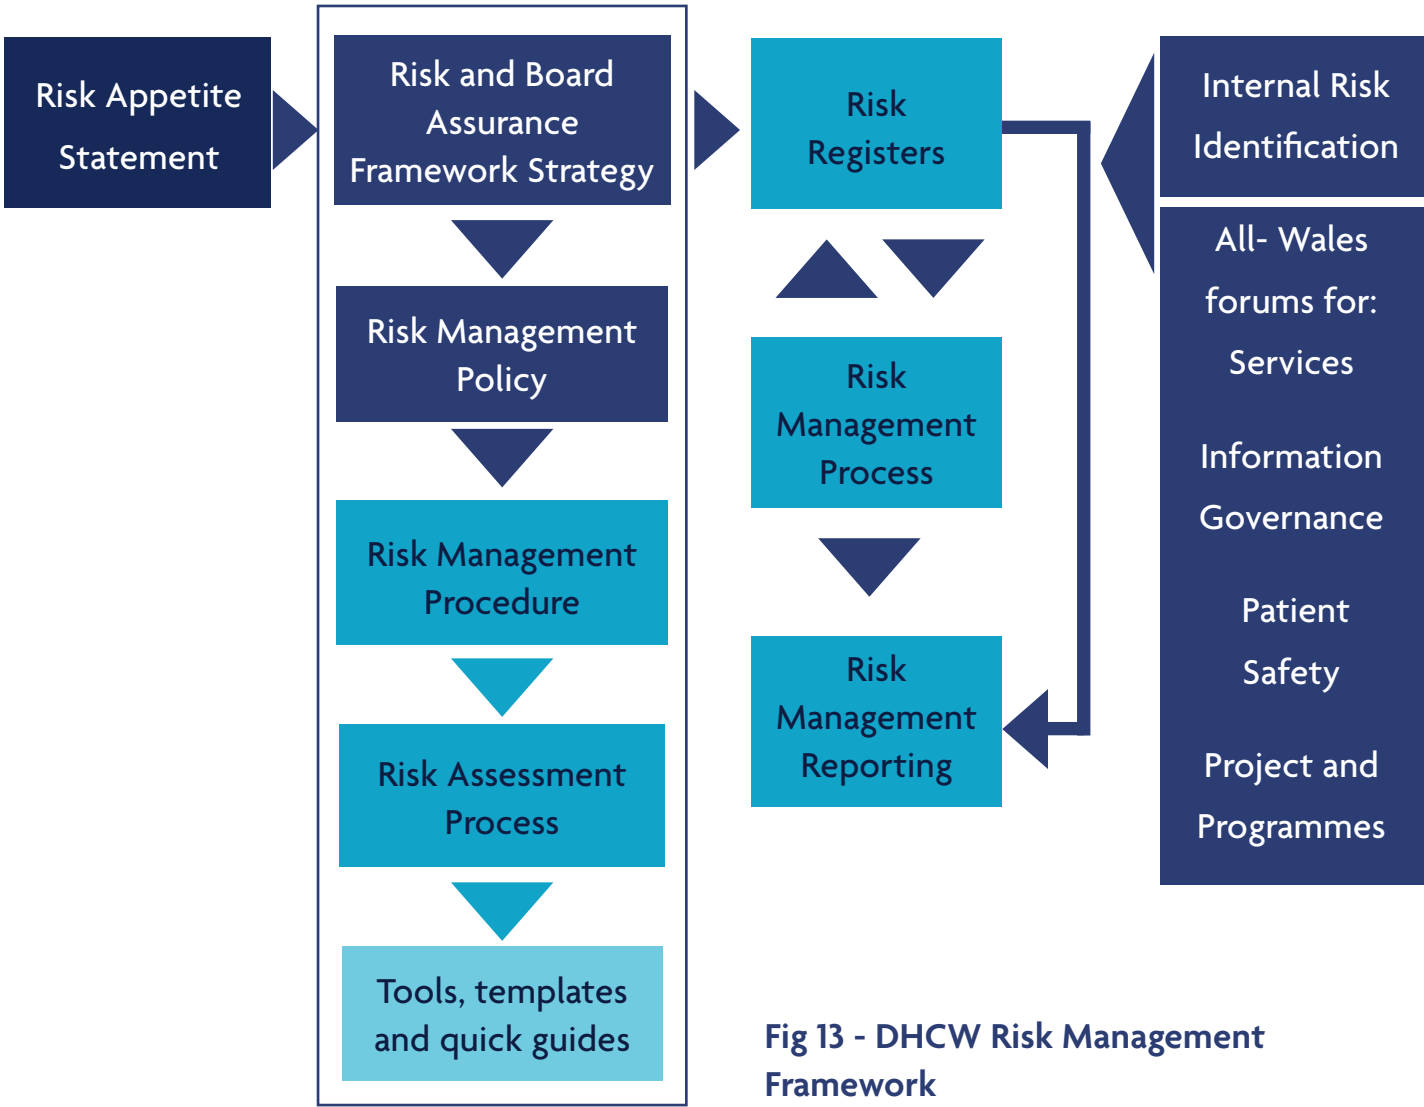 Risk Appetite
Statement
Risk and Board
Assurance
Framework Strategy
Risk Management
Policy
Risk Management
Procedure
Risk Assessment
Process
Tools, templates
and quick guides
Risk
Registers
Risk
Management
Process
Risk
Management
Reporting
Internal Risk
Identification
All- Wales
forums for:
Services
Information
Governance
Patient
Safety
Project and
Programmes
Fig 13 - DHCW Risk Management
Framework